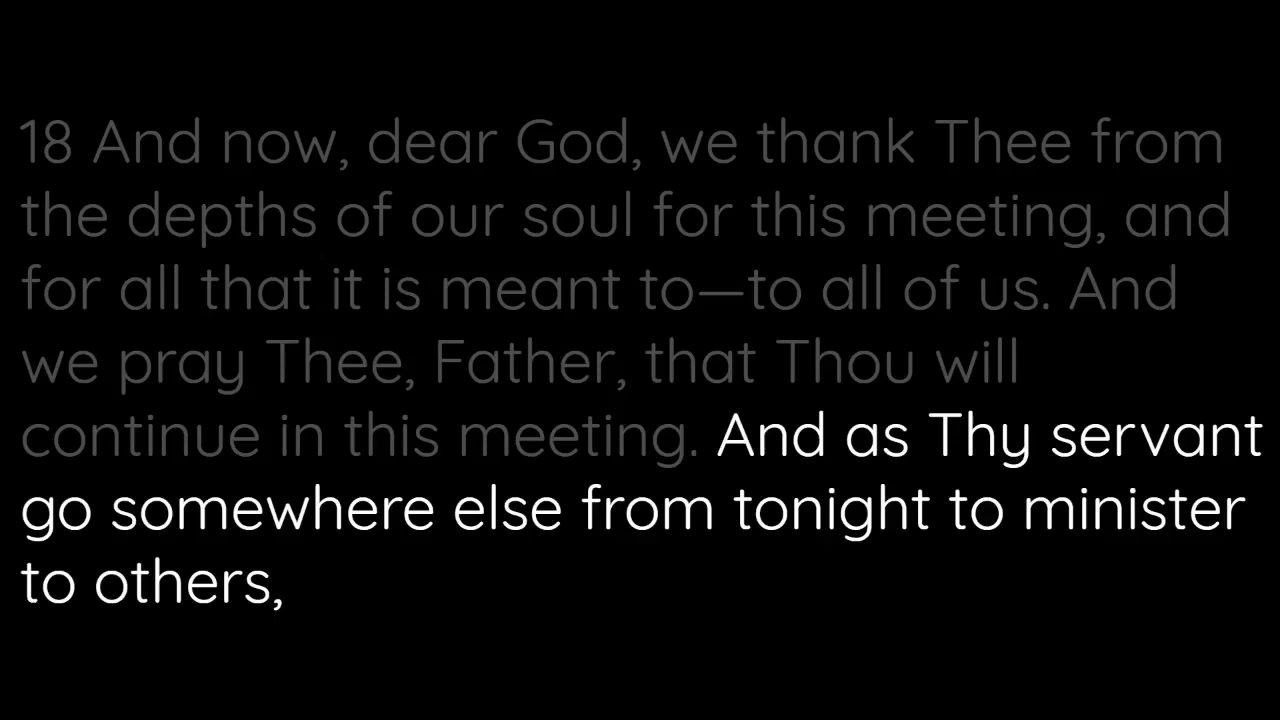 18 And now, dear God, we thank Thee from
the depths of our soul for this meeting, and
for all that it is meant to—to all of us. And
we pray Thee, Father, that Thou will
continue in this meeting. And as Thy servant
go somewhere else from tonight to minister
to others,